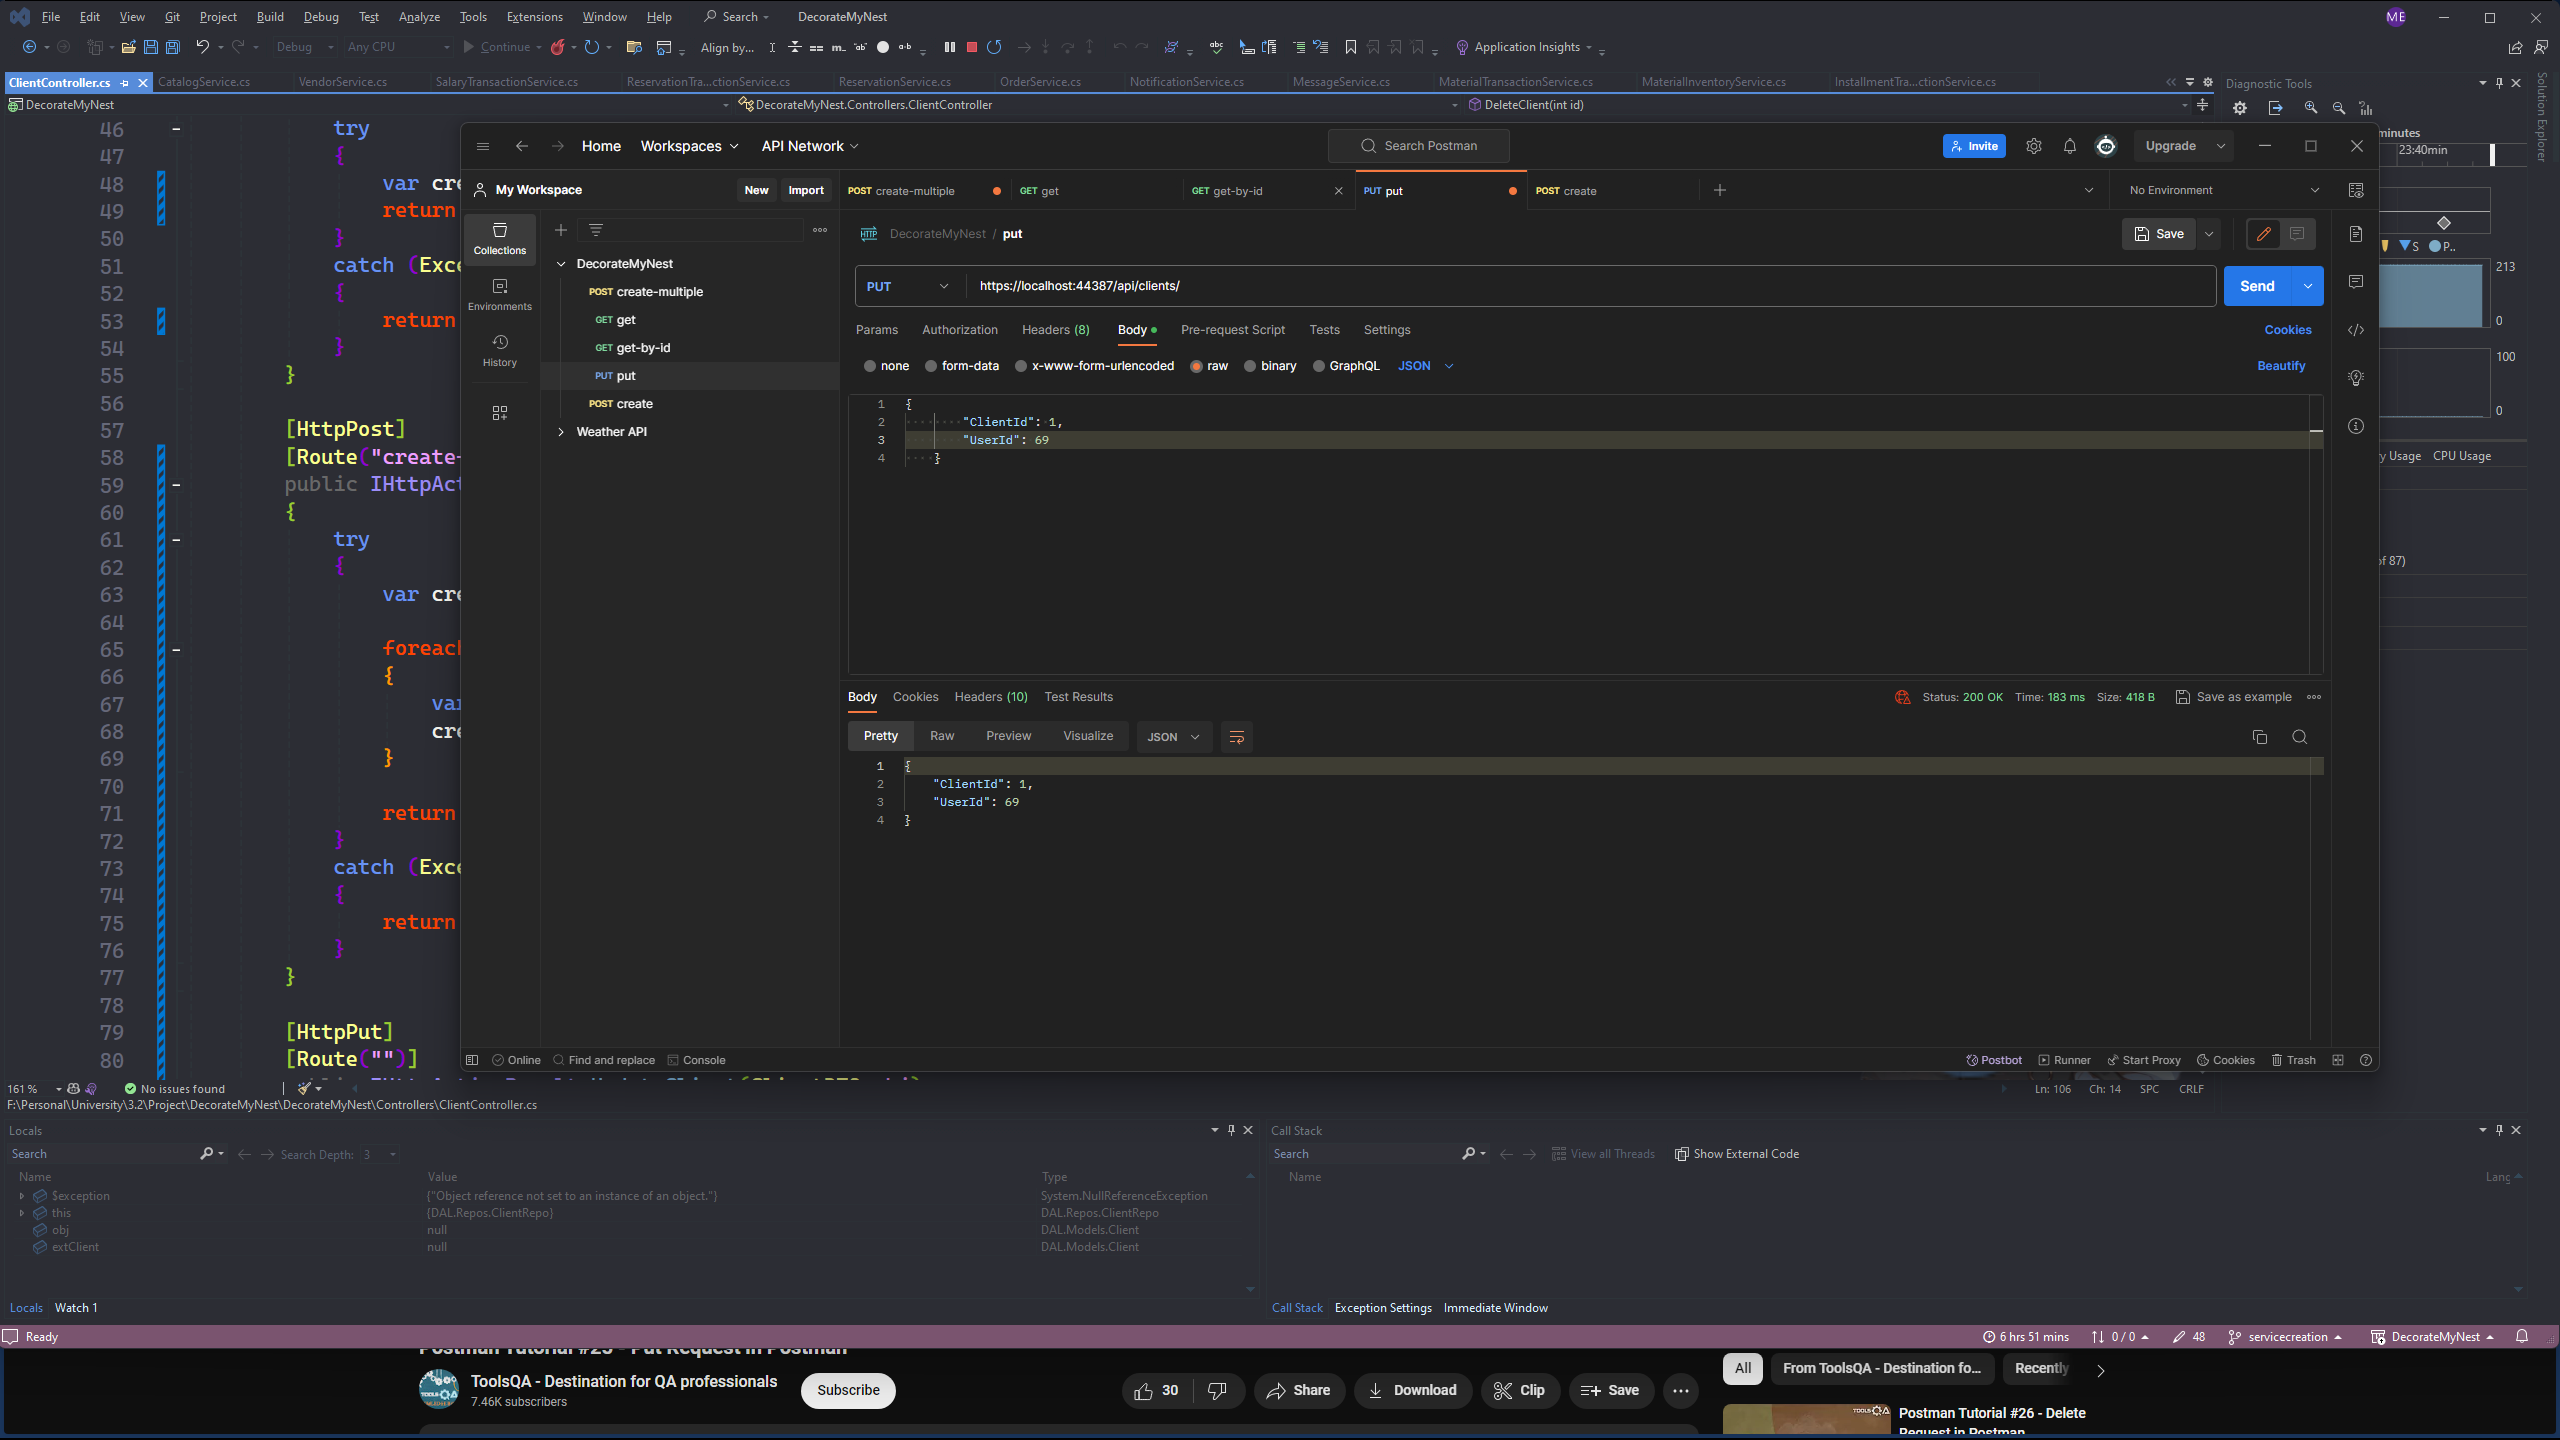 File Edit View Git Project Build Debug Test Analyze Tools Extensions Window Help Search DecorateMyNest ME
Debug Any CPU Continue Align by... Application Insights
ClientController.cs CatalogService.cs VendorService.cs SalaryTransactionService.cs ReservationTra...ctionService.cs ReservationService.cs OrderService.cs NotificationService.cs MessageService.cs MaterialTransactionService.cs MaterialInventoryService.cs InstallmentTra...ctionService.cs Diagnostic Tools
DecorateMyNest DecorateMyNest.Controllers.ClientController DeleteClient(int id)
Solution Explorer
46 try
47 {
48 var cre
49 return
50 }
51 catch (Exce
52 {
53 return
54 }
55 }
56
57 [HttpPost]
58 [Route("create-
59 public IHttpAct
60 {
61 try
62 {
63 var cre
64
65 foreach
66 {
67 var
68 cre
69 }
70
71 return
72 }
73 catch (Exce
74 {
75 return
76 }
77 }
78
79 [HttpPut]
80 [Route("")]
Home Workspaces API Network Search Postman Invite Upgrade
My Workspace New Import
POST create-multiple GET get GET get-by-id PUT put POST create No Environment
Collections
Environments
History
DecorateMyNest
POST create-multiple
GET get
GET get-by-id
PUT put
POST create
Weather API
DecorateMyNest / put Save
PUT https://localhost:44387/api/clients/ Send
Params Authorization Headers (8) Body Pre-request Script Tests Settings Cookies
none form-data x-www-form-urlencoded raw binary GraphQL JSON Beautify
1 {
2 "ClientId": 1,
3 "UserId": 69
4 }
Body Cookies Headers (10) Test Results Status: 200 OK Time: 183 ms Size: 418 B Save as example
Pretty Raw Preview Visualize JSON
1 {
2 "ClientId": 1,
3 "UserId": 69
4 }
Online Find and replace Console Postbot Runner Start Proxy Cookies Trash
minutes
23:40min
S P..
213
0
100
0
Usage CPU Usage
of 87)
161 % No issues found Ln: 106 Ch: 14 SPC CRLF
F:\Personal\University\3.2\Project\DecorateMyNest\DecorateMyNest\Controllers\ClientController.cs
Locals
Search Search Depth: 3
Name Value Type
$exception {"Object reference not set to an instance of an object."} System.NullReferenceException
this {DAL.Repos.ClientRepo} DAL.Repos.ClientRepo
obj null DAL.Models.Client
extClient null DAL.Models.Client
Locals Watch 1
Call Stack
Search View all Threads Show External Code
Name Lang
Call Stack Exception Settings Immediate Window
Ready 6 hrs 51 mins 0 / 0 48 servicecreation DecorateMyNest
Postman Tutorial #25 - Put Request in Postman
ToolsQA - Destination for QA professionals
7.46K subscribers
Subscribe
30 Share Download Clip Save
All From ToolsQA - Destination fo... Recently
Postman Tutorial #26 - Delete
Request in Postman